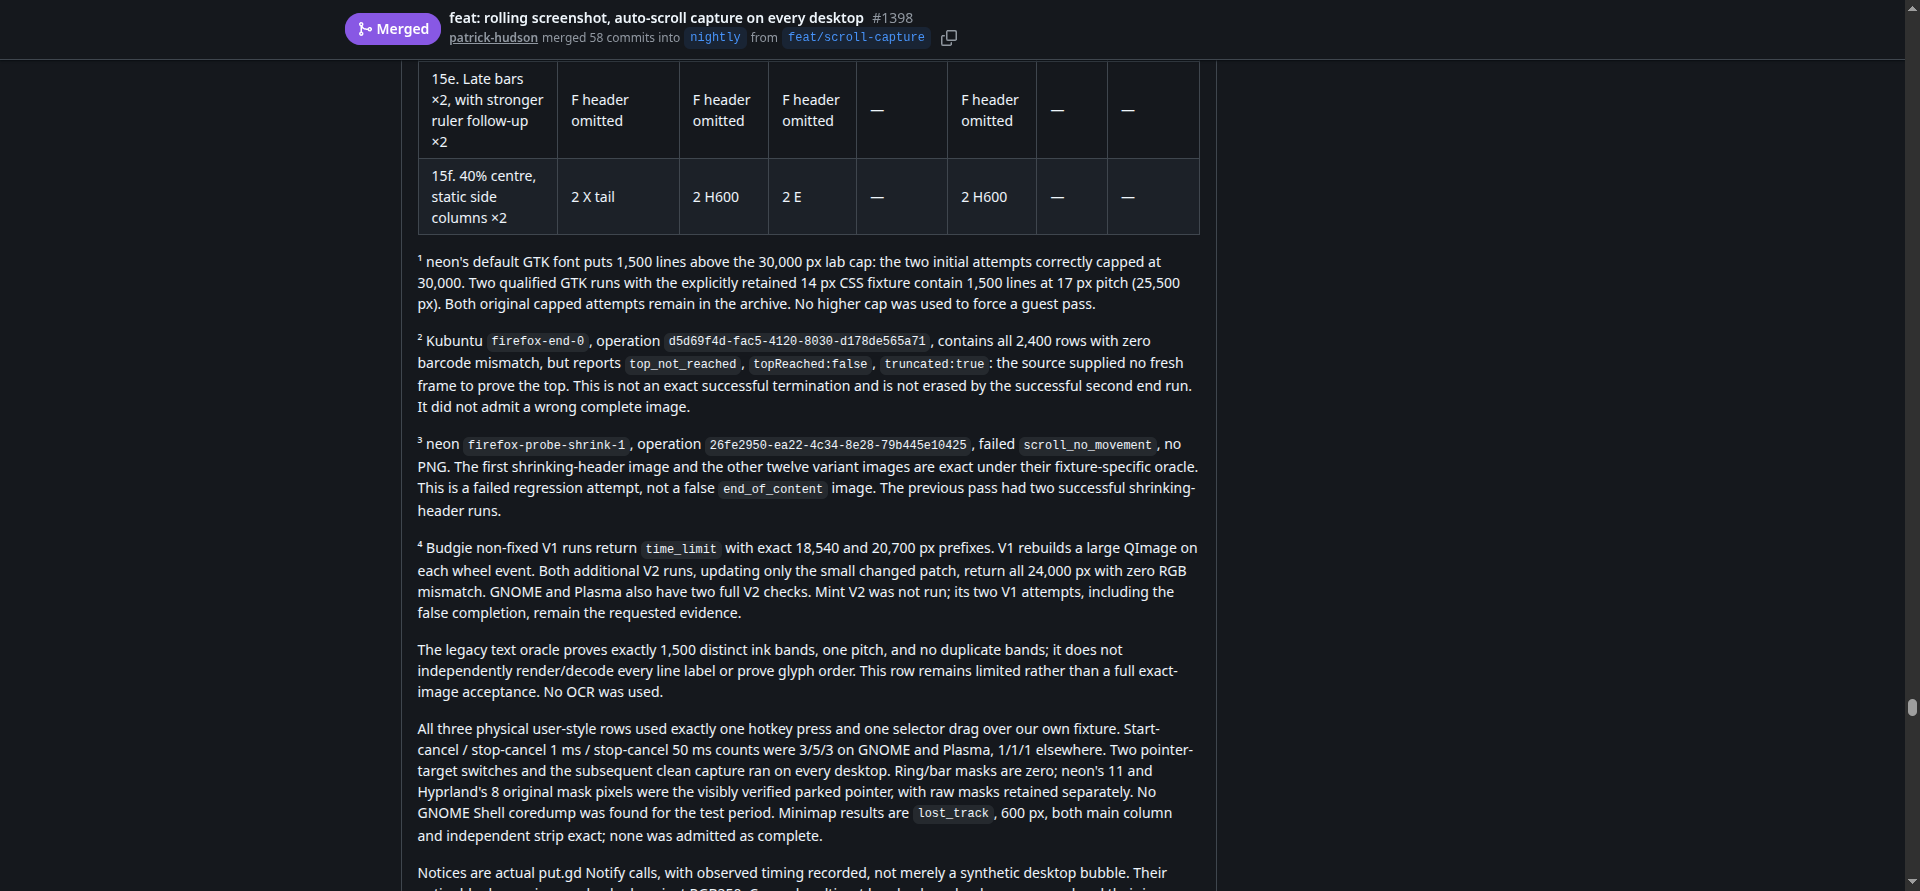 Merged
feat: rolling screenshot, auto-scroll capture on every desktop #1398
patrick-hudson merged 58 commits into nightly from feat/scroll-capture
15e. Late bars
×2, with stronger
ruler follow-up
×2
F header
omitted
F header
omitted
F header
omitted
—
F header
omitted
—
—
15f. 40% centre,
static side
columns ×2
2 X tail
2 H600
2 E
—
2 H600
—
—
¹ neon's default GTK font puts 1,500 lines above the 30,000 px lab cap: the two initial attempts correctly capped at
30,000. Two qualified GTK runs with the explicitly retained 14 px CSS fixture contain 1,500 lines at 17 px pitch (25,500
px). Both original capped attempts remain in the archive. No higher cap was used to force a guest pass.
² Kubuntu firefox-end-0, operation d5d69f4d-fac5-4120-8030-d178de565a71, contains all 2,400 rows with zero
barcode mismatch, but reports top_not_reached, topReached:false, truncated:true: the source supplied no fresh
frame to prove the top. This is not an exact successful termination and is not erased by the successful second end run.
It did not admit a wrong complete image.
³ neon firefox-probe-shrink-1, operation 26fe2950-ea22-4c34-8e28-79b445e10425, failed scroll_no_movement, no
PNG. The first shrinking-header image and the other twelve variant images are exact under their fixture-specific oracle.
This is a failed regression attempt, not a false end_of_content image. The previous pass had two successful shrinking-
header runs.
⁴ Budgie non-fixed V1 runs return time_limit with exact 18,540 and 20,700 px prefixes. V1 rebuilds a large QImage on
each wheel event. Both additional V2 runs, updating only the small changed patch, return all 24,000 px with zero RGB
mismatch. GNOME and Plasma also have two full V2 checks. Mint V2 was not run; its two V1 attempts, including the
false completion, remain the requested evidence.
The legacy text oracle proves exactly 1,500 distinct ink bands, one pitch, and no duplicate bands; it does not
independently render/decode every line label or prove glyph order. This row remains limited rather than a full exact-
image acceptance. No OCR was used.
All three physical user-style rows used exactly one hotkey press and one selector drag over our own fixture. Start-
cancel / stop-cancel 1 ms / stop-cancel 50 ms counts were 3/5/3 on GNOME and Plasma, 1/1/1 elsewhere. Two pointer-
target switches and the subsequent clean capture ran on every desktop. Ring/bar masks are zero; neon's 11 and
Hyprland's 8 original mask pixels were the visibly verified parked pointer, with raw masks retained separately. No
GNOME Shell coredump was found for the test period. Minimap results are lost_track, 600 px, both main column
and independent strip exact; none was admitted as complete.
Notices are actual put.gd Notify calls, with observed timing recorded, not merely a synthetic desktop bubble. Their